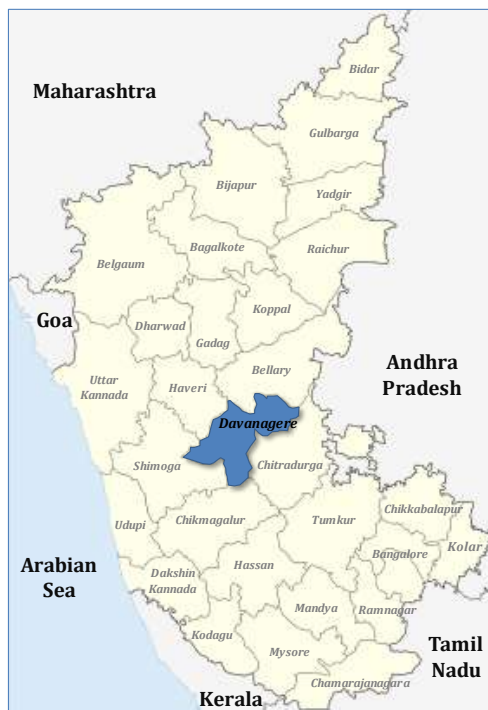 Bidar
Maharashtra
Gulbarga
Bijapur
Yadgir
Bagalkote
Raichur
Belgaum
Koppal
Goa
Dharwad
Gadag
Andhra
Pradesh
Bellary
Uttar
Kannada
Haveri
Davanagere
Shimoga
Chitradurga
Chikkabalapur
Udupi
Chikmagalur
Tumkur
Bangalore
Kolar
Arabian
Sea
Hassan
Dakshin
Kannada
Mandya
Ramnagar
Kodagu
Mysore
Tamil
Nadu
Chamarajanagara
Kerala